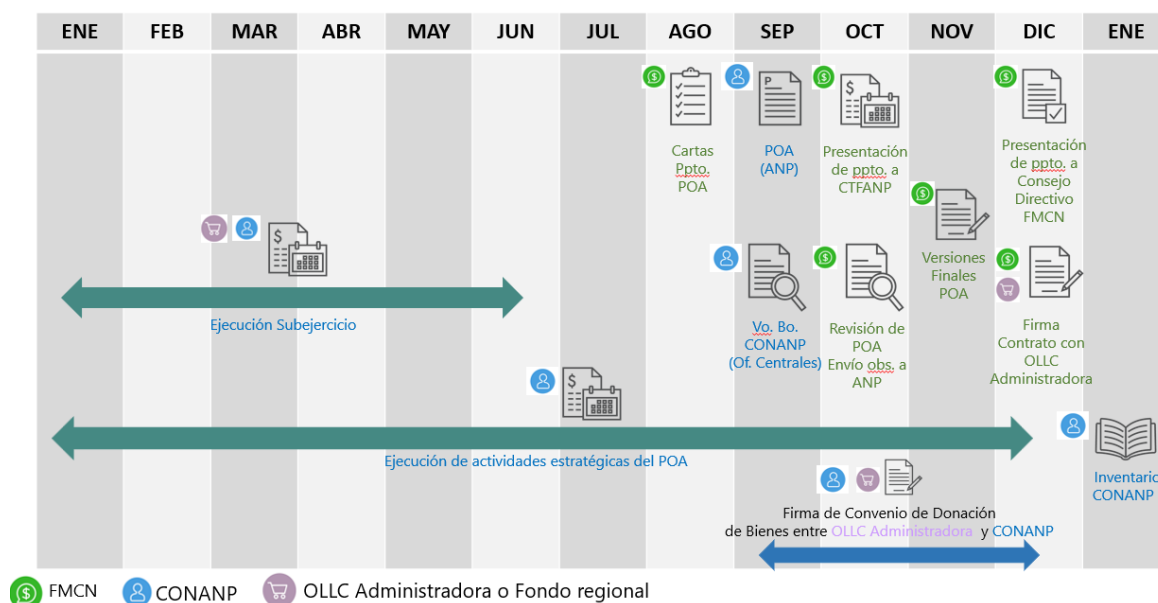 ENE FEB MAR ABR MAY JUN JUL AGO SEP OCT NOV DIC ENE
Cartas
Ppto.
POA
POA
(ANP)
Presentación
de ppto. a
CTFANP
Presentación
de ppto. a
Consejo
Directivo
FMCN
Versiones
Finales
POA
Ejecución Subejercicio
Vo. Bo.
CONANP
(Of. Centrales)
Revisión de
POA
Envío obs. a
ANP
Firma
Contrato con
OLLC
Administradora
Ejecución de actividades estratégicas del POA
Inventario
CONANP
Firma de Convenio de Donación
de Bienes entre OLLC Administradora y CONANP
FMCN CONANP OLLC Administradora o Fondo regional